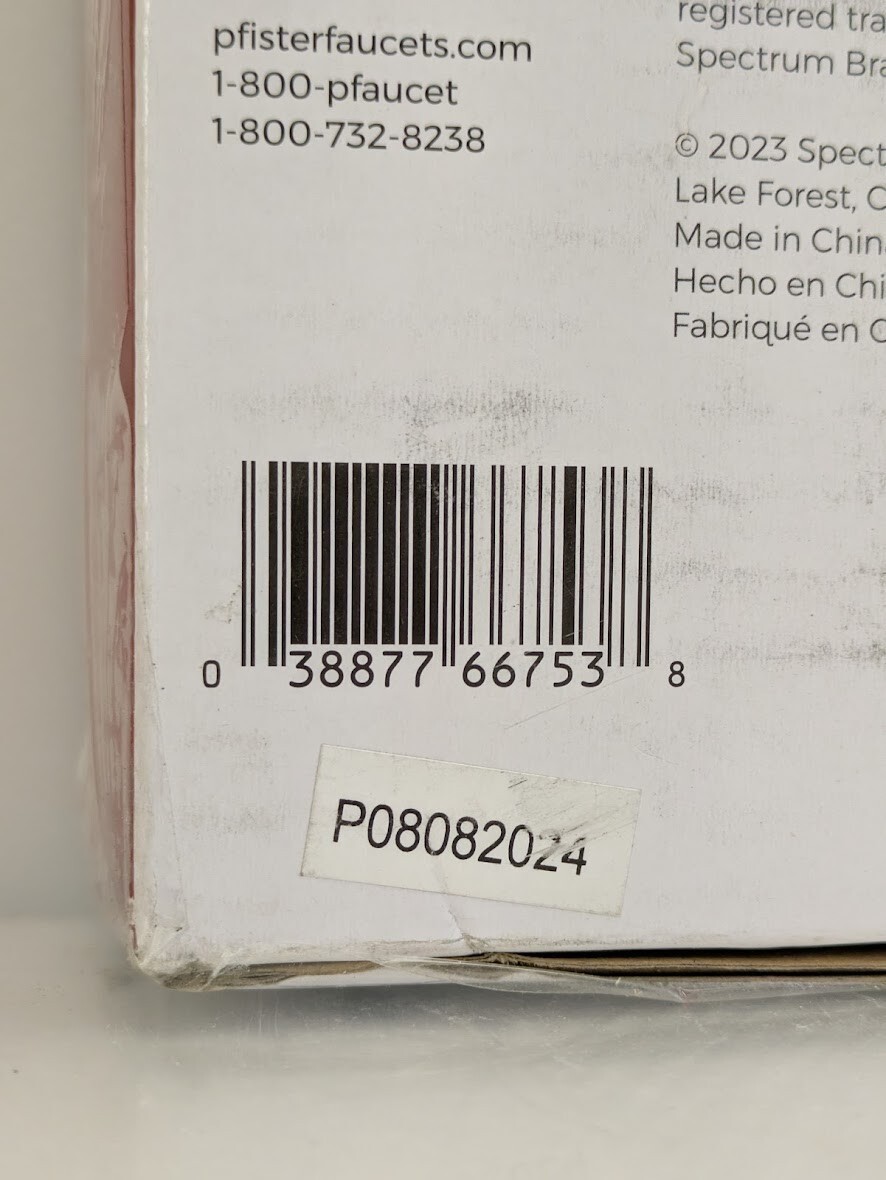 pfisterfaucets.com
1-800-pfaucet
1-800-732-8238
registered tra
Spectrum Bra
© 2023 Spect
Lake Forest, C
Made in Chin
Hecho en Chi
Fabriqué en C
0 38877 66753 8
P08082024